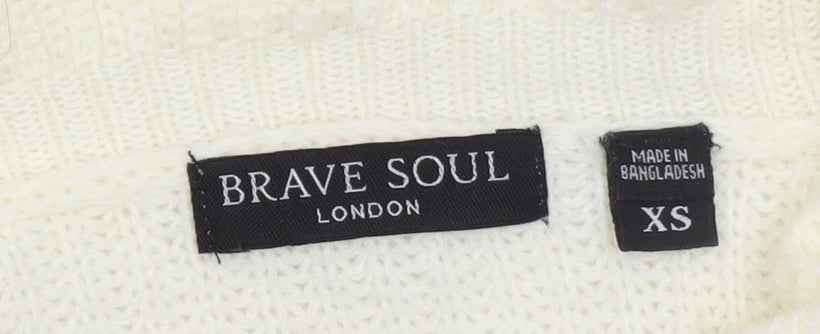 BRAVE SOUL
LONDON
MADE IN
BANGLADESH
XS